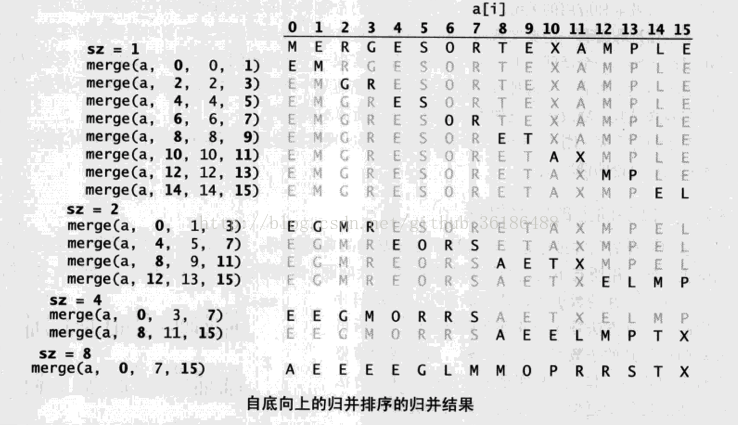 a[i]
0 1 2 3 4 5 6 7 8 9 10 11 12 13 14 15
sz = 1 M E R G E S O R T E X A M P L E
merge(a, 0, 0, 1) E M R G E S O R T E X A M P L E
merge(a, 2, 2, 3) E M G R E S O R T E X A M P L E
merge(a, 4, 4, 5) E M G R E S O R T E X A M P L E
merge(a, 6, 6, 7) E M G R E S O R T E X A M P L E
merge(a, 8, 8, 9) E M G R E S O R E T X A M P L E
merge(a, 10, 10, 11) E M G R E S O R E T A X M P L E
merge(a, 12, 12, 13) E M G R E S O R E T A X M P L E
merge(a, 14, 14, 15) E M G R E S O R E T A X M P E L
sz = 2
http://blog.csdn.net/github_36186488
merge(a, 0, 1, 3) E G M R E S O R E T A X M P E L
merge(a, 4, 5, 7) E G M R E O R S E T A X M P E L
merge(a, 8, 9, 11) E G M R E O R S A E T X M P E L
merge(a, 12, 13, 15) E G M R E O R S A E T X E L M P
sz = 4
merge(a, 0, 3, 7) E E G M O R R S A E T X E L M P
merge(a, 8, 11, 15) E E G M O R R S A E E L M P T X
sz = 8
merge(a, 0, 7, 15) A E E E E G L M M O P R R S T X
自底向上的归并排序的归并结果